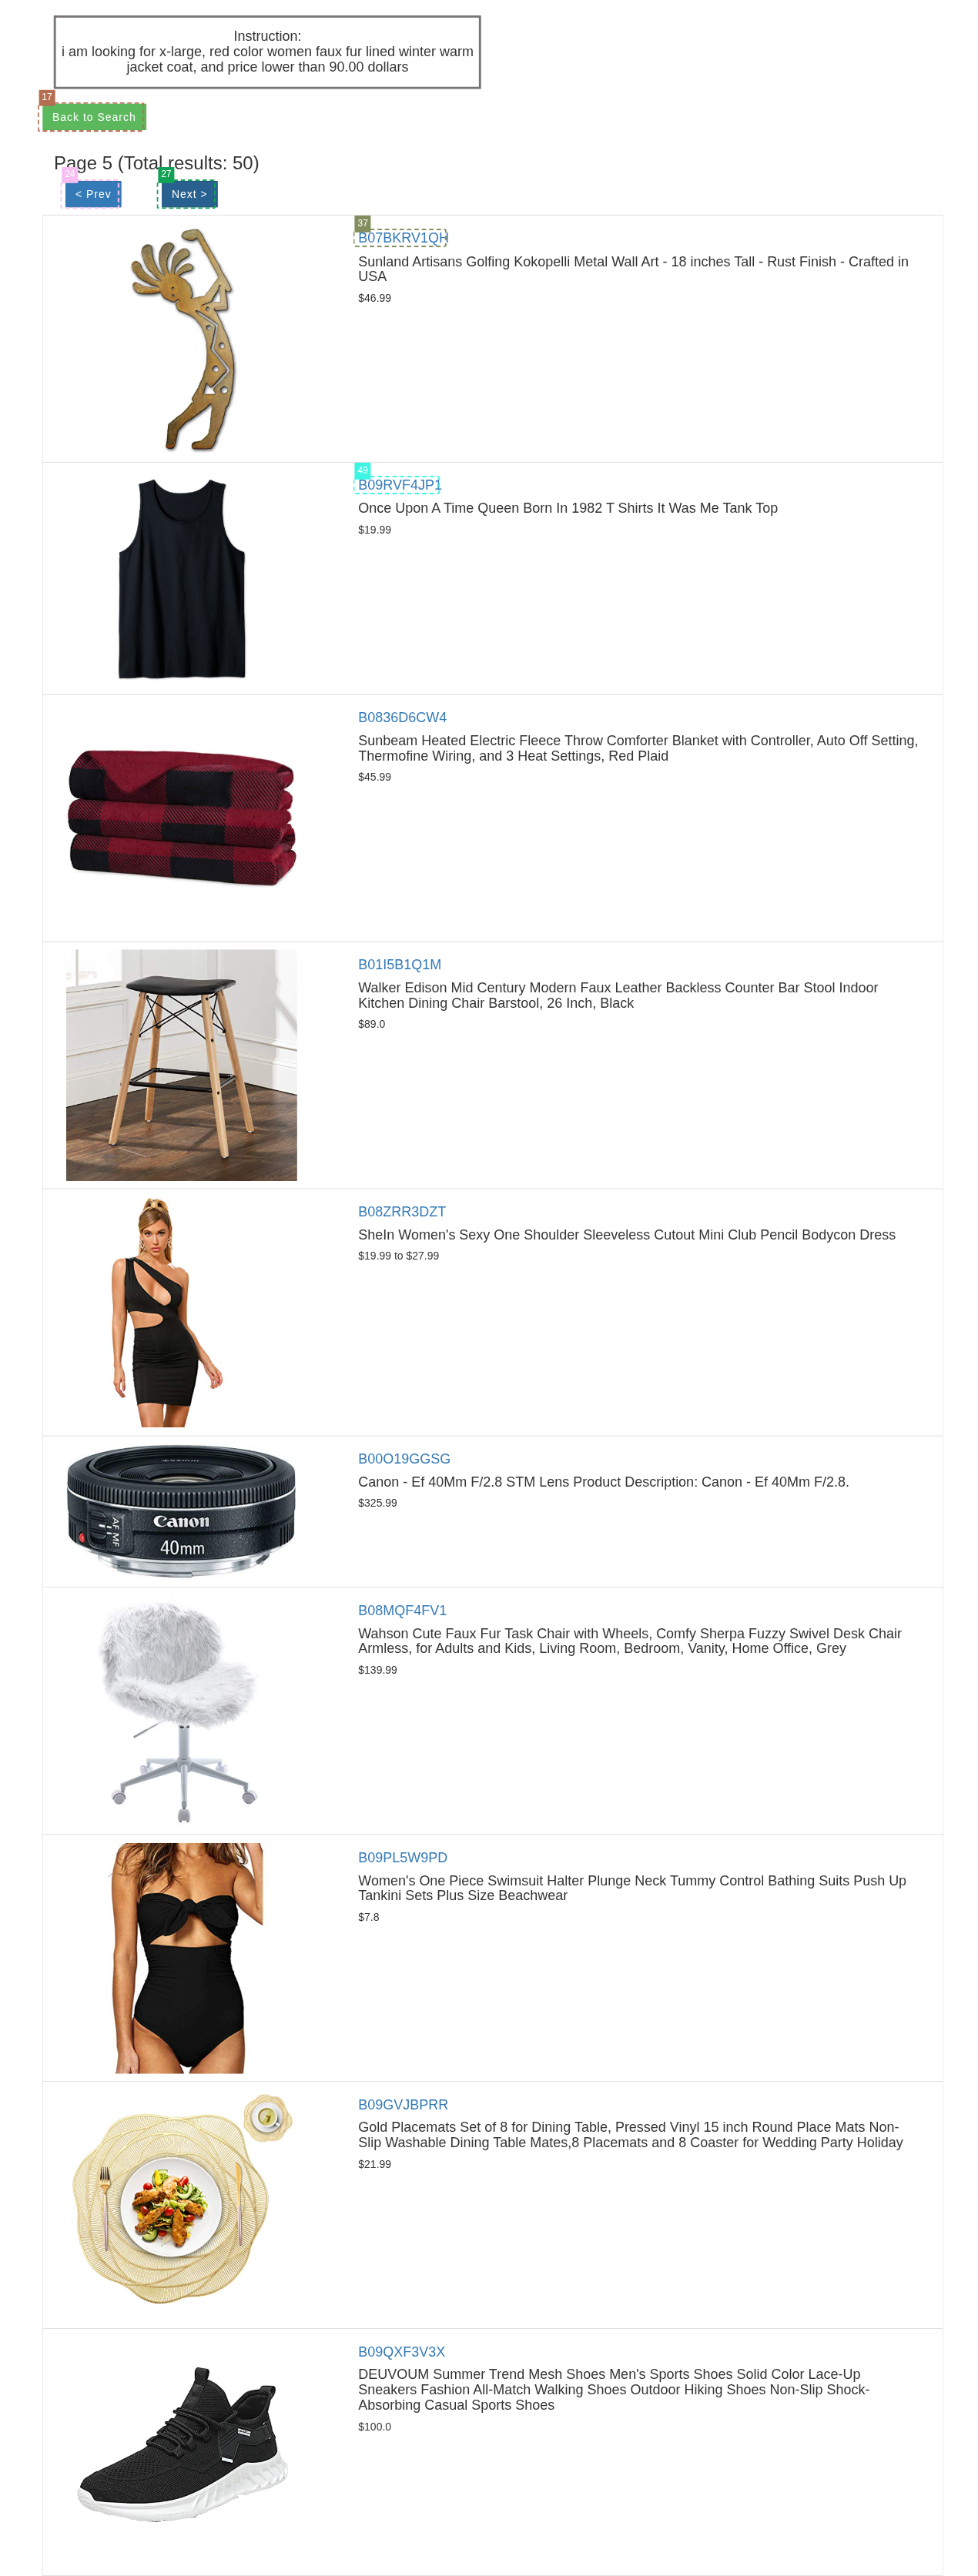 Instruction:
i am looking for x-large, red color women faux fur lined winter warm
jacket coat, and price lower than 90.00 dollars
17
Back to Search
Page 5 (Total results: 50)
24
27
< Prev
Next >
37
B07BKRV1QH
Sunland Artisans Golfing Kokopelli Metal Wall Art - 18 inches Tall - Rust Finish - Crafted in
USA
$46.99
49
B09RVF4JP1
Once Upon A Time Queen Born In 1982 T Shirts It Was Me Tank Top
$19.99
B0836D6CW4
Sunbeam Heated Electric Fleece Throw Comforter Blanket with Controller, Auto Off Setting,
Thermofine Wiring, and 3 Heat Settings, Red Plaid
$45.99
B01I5B1Q1M
Walker Edison Mid Century Modern Faux Leather Backless Counter Bar Stool Indoor
Kitchen Dining Chair Barstool, 26 Inch, Black
$89.0
B08ZRR3DZT
SheIn Women's Sexy One Shoulder Sleeveless Cutout Mini Club Pencil Bodycon Dress
$19.99 to $27.99
B00O19GGSG
Canon - Ef 40Mm F/2.8 STM Lens Product Description: Canon - Ef 40Mm F/2.8.
$325.99
Canon
40mm
AF MF
B08MQF4FV1
Wahson Cute Faux Fur Task Chair with Wheels, Comfy Sherpa Fuzzy Swivel Desk Chair
Armless, for Adults and Kids, Living Room, Bedroom, Vanity, Home Office, Grey
$139.99
B09PL5W9PD
Women's One Piece Swimsuit Halter Plunge Neck Tummy Control Bathing Suits Push Up
Tankini Sets Plus Size Beachwear
$7.8
B09GVJBPRR
Gold Placemats Set of 8 for Dining Table, Pressed Vinyl 15 inch Round Place Mats Non-
Slip Washable Dining Table Mates,8 Placemats and 8 Coaster for Wedding Party Holiday
$21.99
B09QXF3V3X
DEUVOUM Summer Trend Mesh Shoes Men's Sports Shoes Solid Color Lace-Up
Sneakers Fashion All-Match Walking Shoes Outdoor Hiking Shoes Non-Slip Shock-
Absorbing Casual Sports Shoes
$100.0